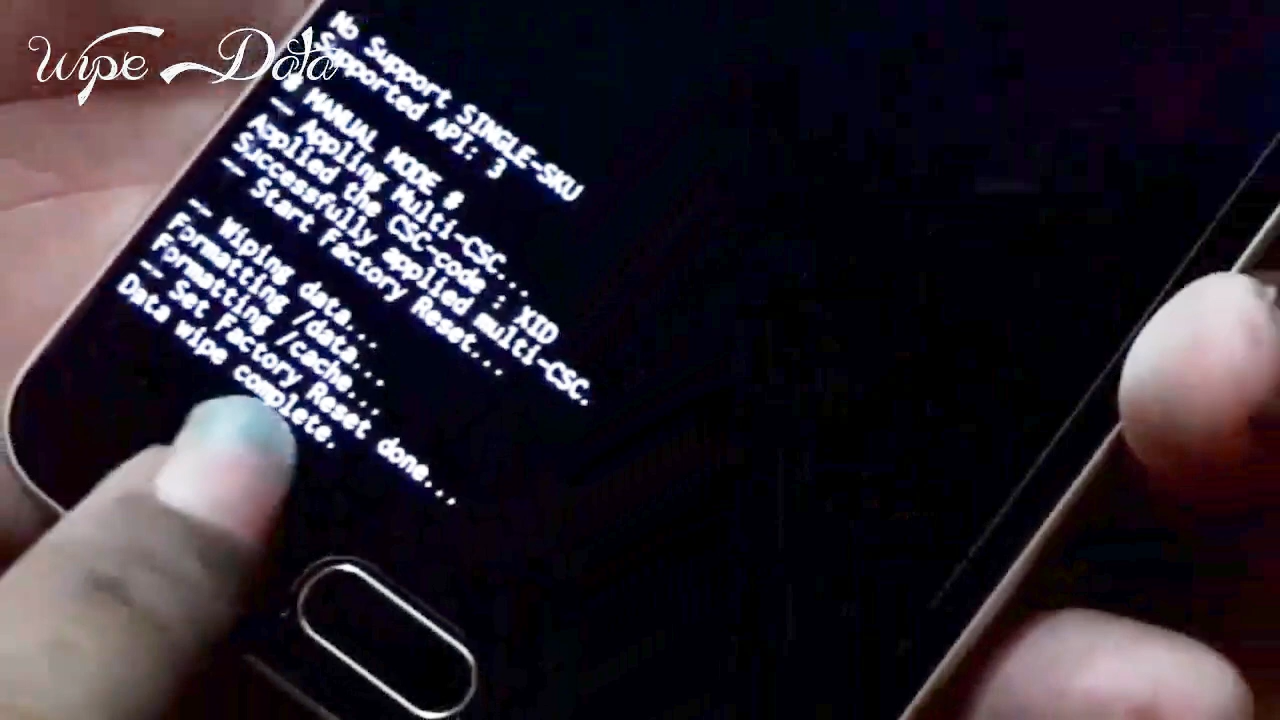 Wipe Data
No Support SINGLE-SKU
Supported API: 3
# MANUAL MODE #
-- Appling Multi-CSC...
Applied the CSC-code : XID
Successfully applied multi-CSC.
-- Start Factory Reset...
-- Wiping data...
Formatting /data...
Formatting /cache...
-- Set Factory Reset done...
Data wipe complete.